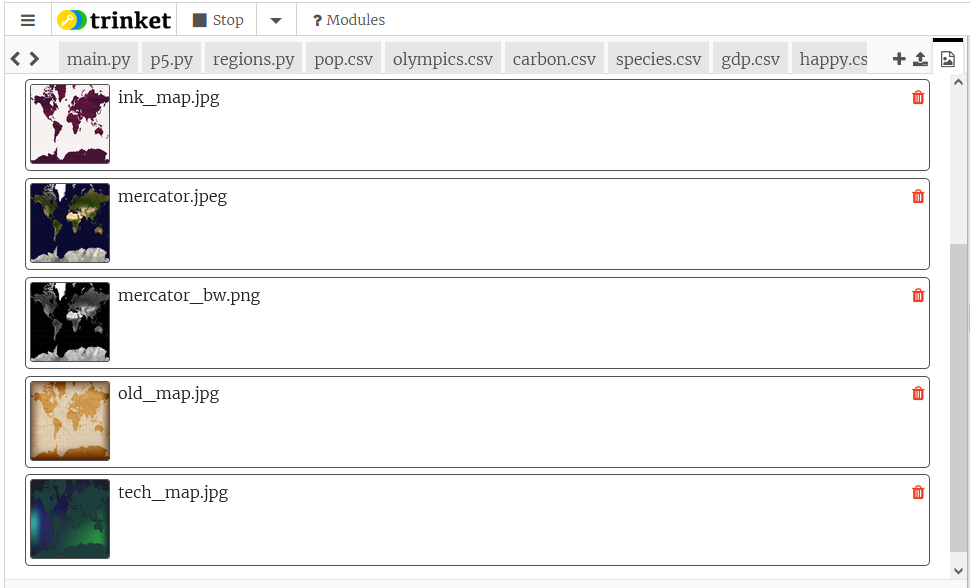 trinket Stop ? Modules
main.py p5.py regions.py pop.csv olympics.csv carbon.csv species.csv gdp.csv happy.cs
ink_map.jpg
mercator.jpeg
mercator_bw.png
old_map.jpg
tech_map.jpg